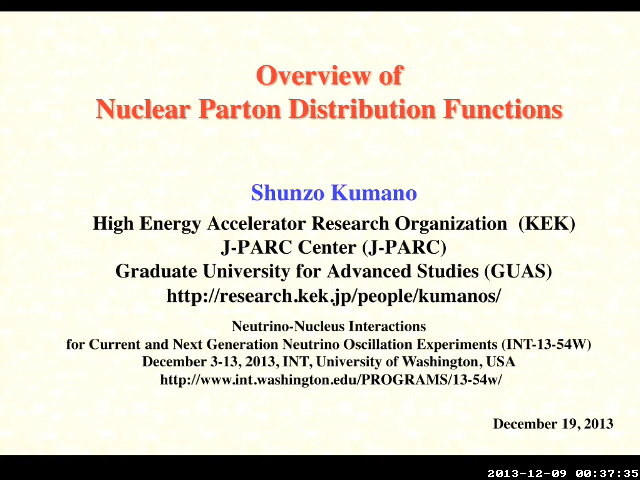 Overview of
Nuclear Parton Distribution Functions
Shunzo Kumano
High Energy Accelerator Research Organization (KEK)
J-PARC Center (J-PARC)
Graduate University for Advanced Studies (GUAS)
http://research.kek.jp/people/kumanos/
Neutrino-Nucleus Interactions
for Current and Next Generation Neutrino Oscillation Experiments (INT-13-54W)
December 3-13, 2013, INT, University of Washington, USA
http://www.int.washington.edu/PROGRAMS/13-54w/
December 19, 2013
2013-12-09 00:37:35